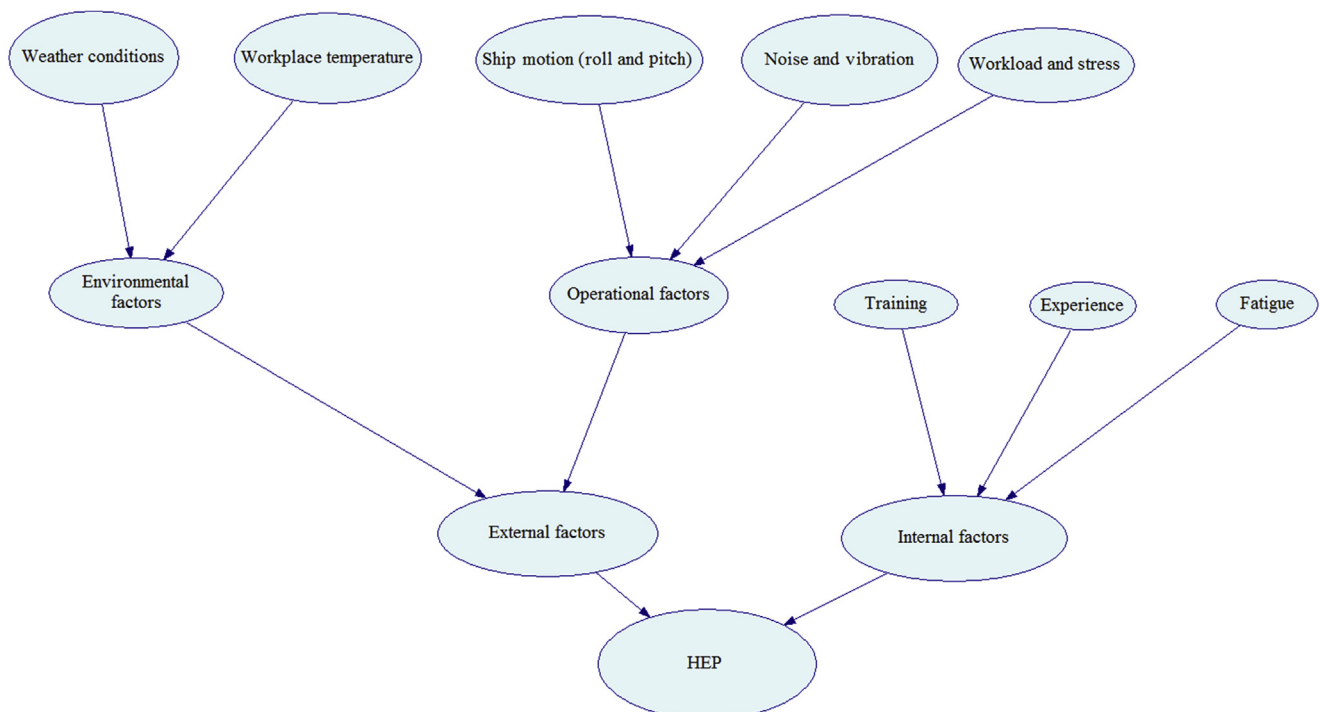 Weather conditions
Workplace temperature
Ship motion (roll and pitch)
Noise and vibration
Workload and stress
Environmental
factors
Operational factors
Training
Experience
Fatigue
External factors
Internal factors
HEP